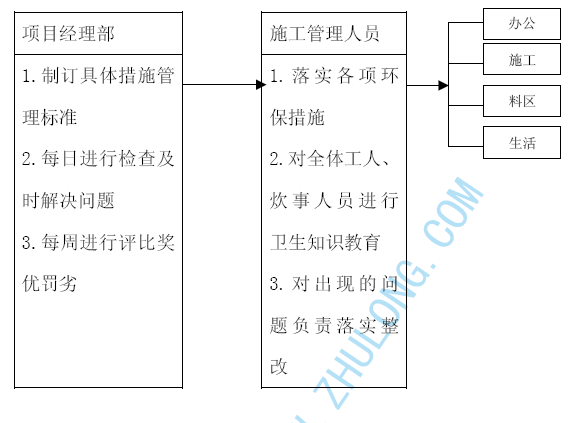 项目经理部
1.制订具体措施管
理标准
2.每日进行检查及
时解决问题
3.每周进行评比奖
优罚劣
施工管理人员
1.落实各项环
保措施
2.对全体工人、
炊事人员进行
卫生知识教育
3.对出现的问
题负责落实整
改
办公
施工
料区
生活
ZHULONG.COM